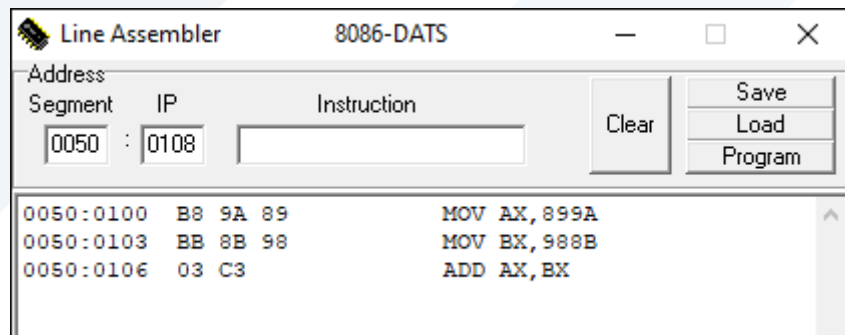 Line Assembler 8086-DATS
Address
Segment IP Instruction
0050 : 0108
Clear
Save
Load
Program
0050:0100 B8 9A 89 MOV AX,899A
0050:0103 BB 8B 98 MOV BX,988B
0050:0106 03 C3 ADD AX,BX